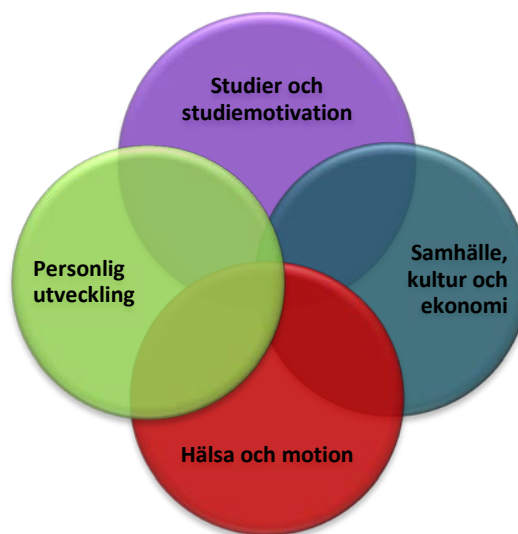 Studier och
studiemotivation
Samhälle,
kultur och
ekonomi
Personlig
utveckling
Hälsa och motion